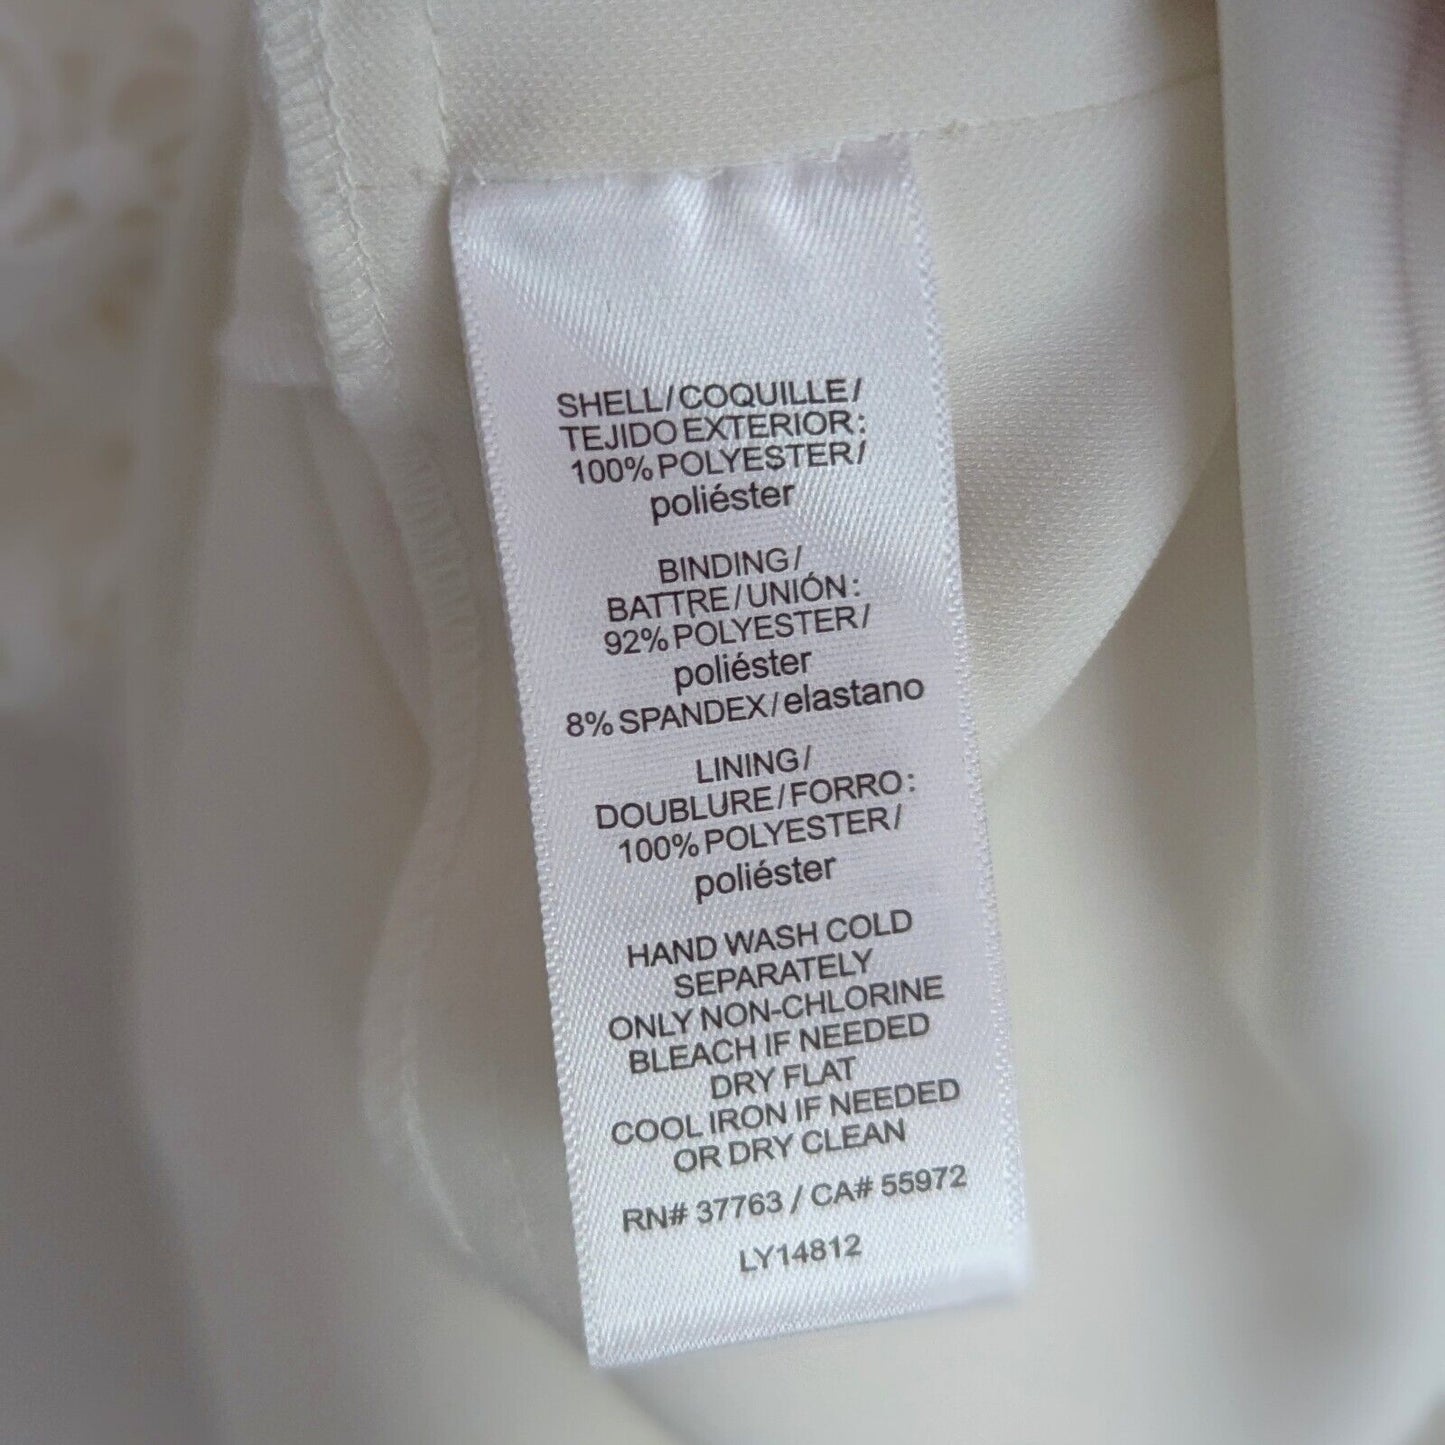 SHELL/COQUILLE/
TEJIDO EXTERIOR:
100% POLYESTER/
poliéster
BINDING/
BATTRE/UNIÓN:
92% POLYESTER/
poliéster
8% SPANDEX/elastano
LINING/
DOUBLURE/FORRO:
100% POLYESTER/
poliéster
HAND WASH COLD
SEPARATELY
ONLY NON-CHLORINE
BLEACH IF NEEDED
DRY FLAT
COOL IRON IF NEEDED
OR DRY CLEAN
RN# 37763 / CA# 55972
LY14812